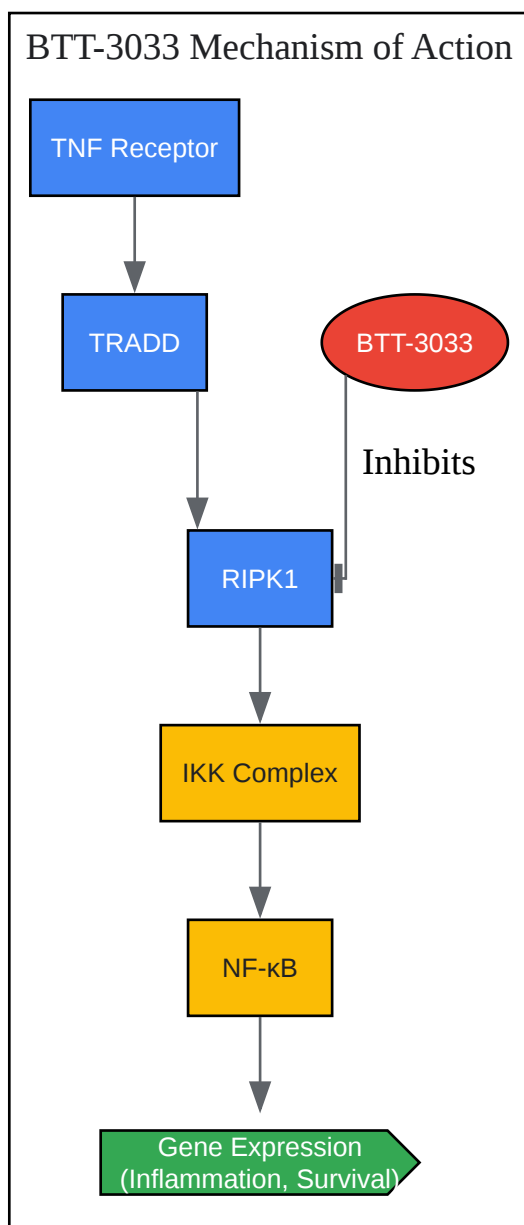 BTT-3033 Mechanism of Action
TNF Receptor
TRADD
BTT-3033
Inhibits
RIPK1
IKK Complex
NF-κB
Gene Expression
(Inflammation, Survival)